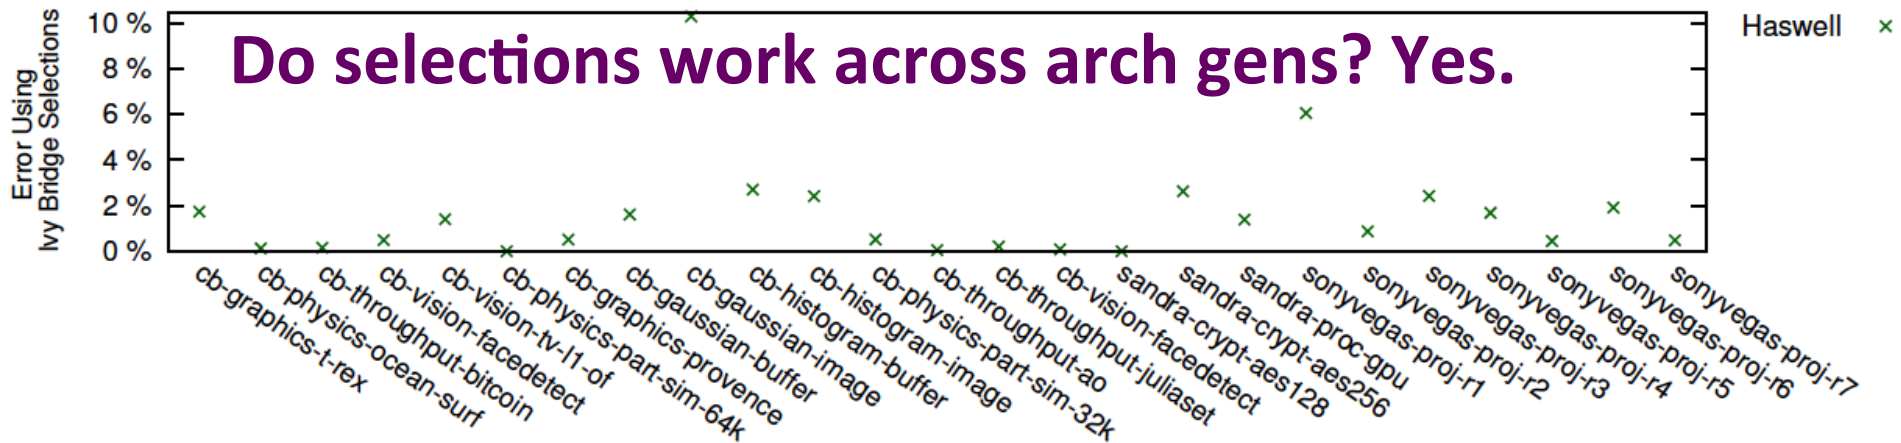 Do selections work across arch gens? Yes.
Haswell
Error Using
Ivy Bridge Selections
10 %
8 %
6 %
4 %
2 %
0 %
cb-graphics-t-rex
cb-physics-ocean-surf
cb-throughput-bitcoin
cb-vision-facedetect
cb-vision-tv-l1-of
cb-physics-part-sim-64k
cb-graphics-provence
cb-gaussian-buffer
cb-gaussian-image
cb-histogram-buffer
cb-histogram-image
cb-physics-part-sim-32k
cb-throughput-ao
cb-throughput-juliaset
cb-vision-facedetect
sandra-crypt-aes128
sandra-crypt-aes256
sandra-proc-gpu
sonyvegas-proj-r1
sonyvegas-proj-r2
sonyvegas-proj-r3
sonyvegas-proj-r4
sonyvegas-proj-r5
sonyvegas-proj-r6
sonyvegas-proj-r7